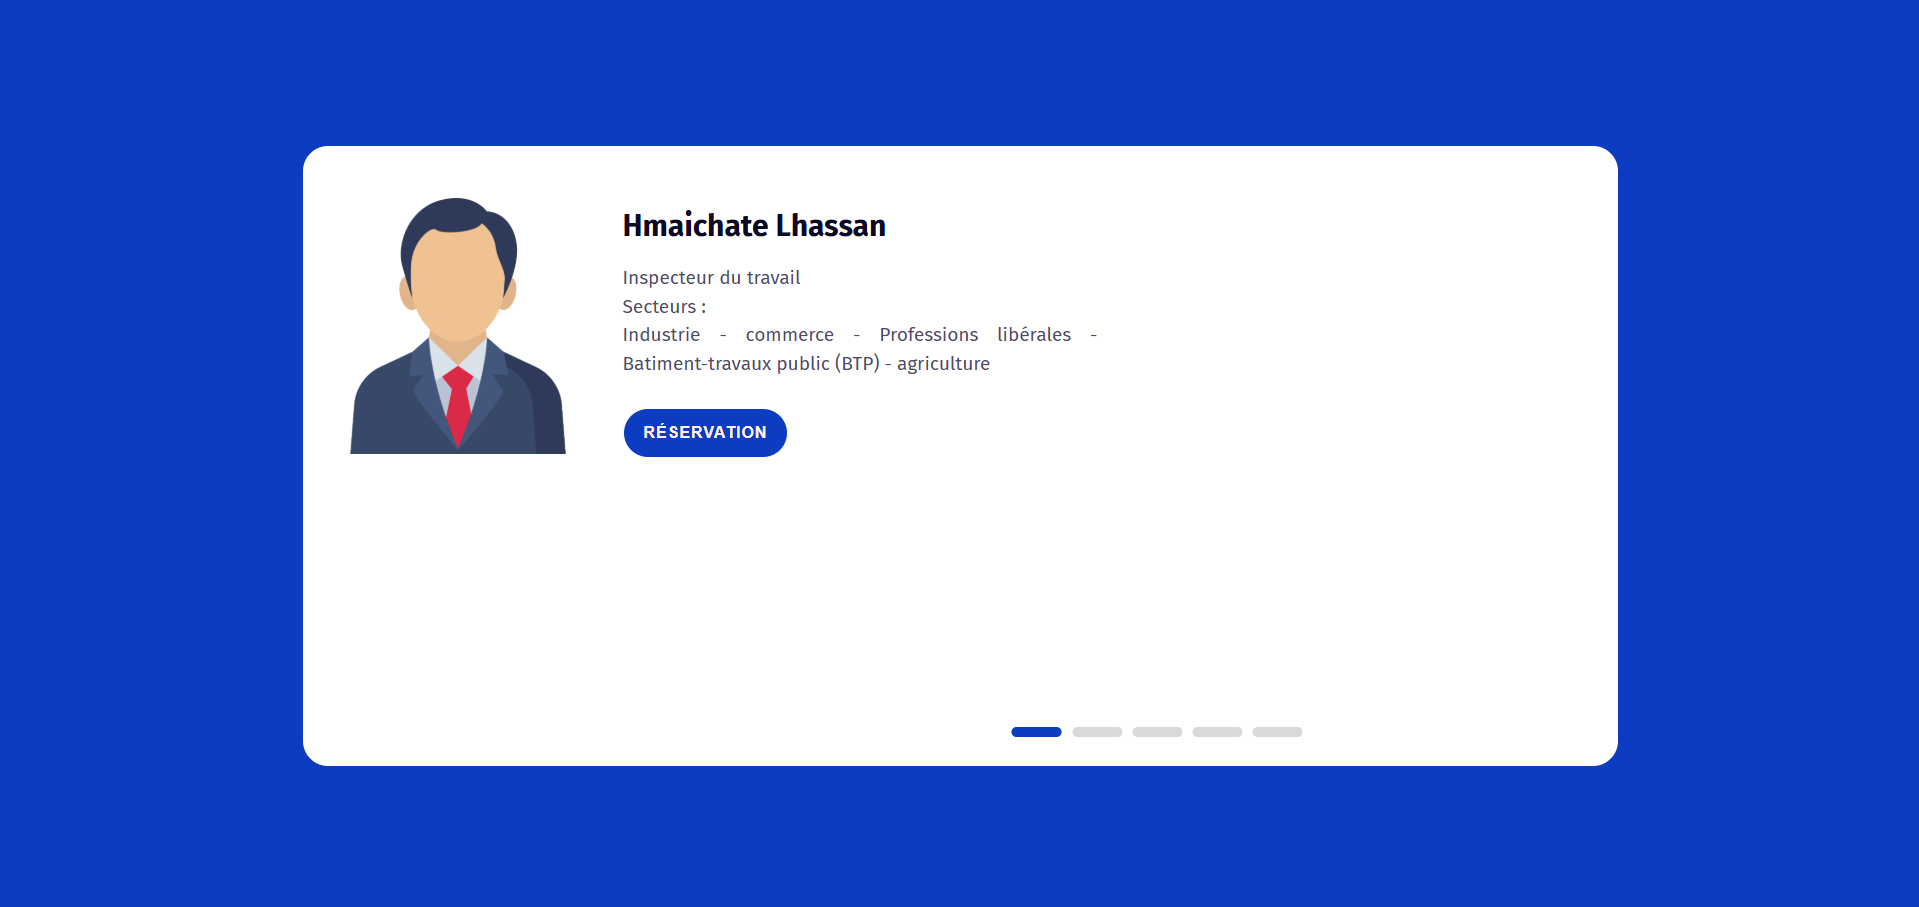 Hmaichate Lhassan
Inspecteur du travail
Secteurs :
Industrie - commerce - Professions libérales -
Batiment-travaux public (BTP) - agriculture
RÉSERVATION